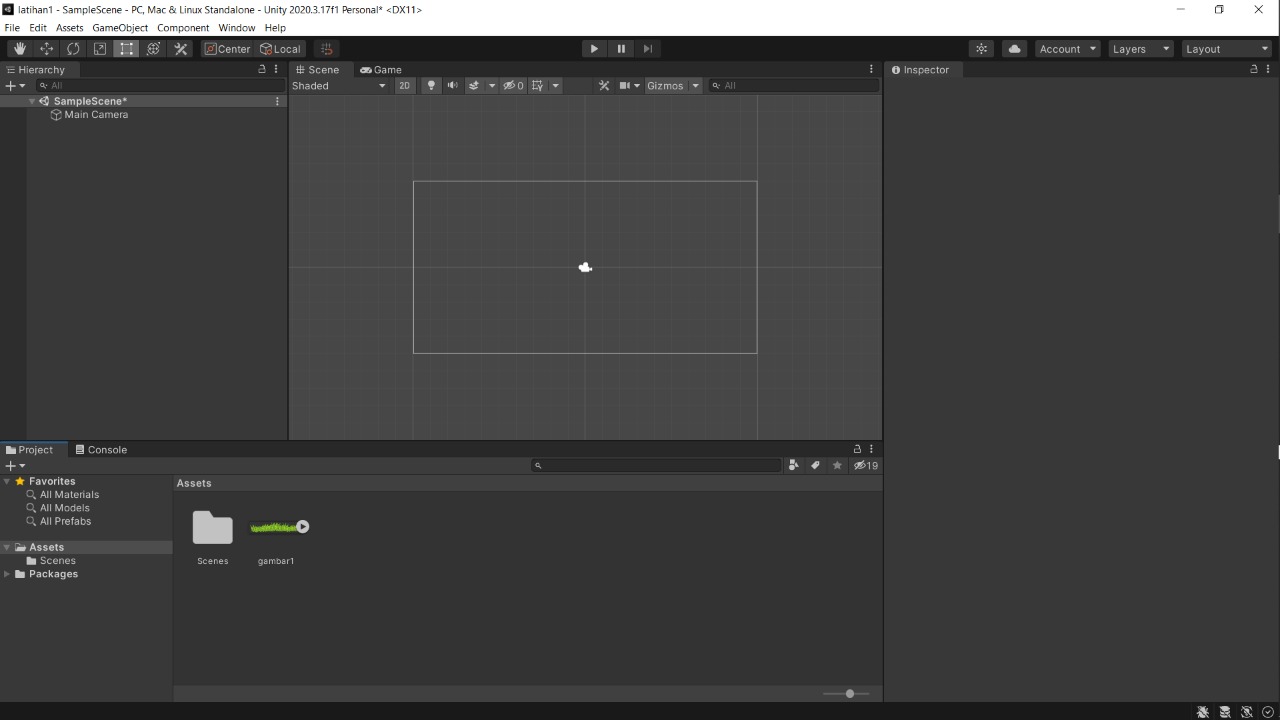 latihan1 - SampleScene - PC, Mac & Linux Standalone - Unity 2020.3.17f1 Personal* <DX11>
File Edit Assets GameObject Component Window Help
Center Local Account Layers Layout
Hierarchy
All
SampleScene*
Main Camera
Scene Game
Shaded 2D 0 Gizmos All
Inspector
Project Console
19
Favorites
All Materials
All Models
All Prefabs
Assets
Scenes
Packages
Assets
Scenes gambar1